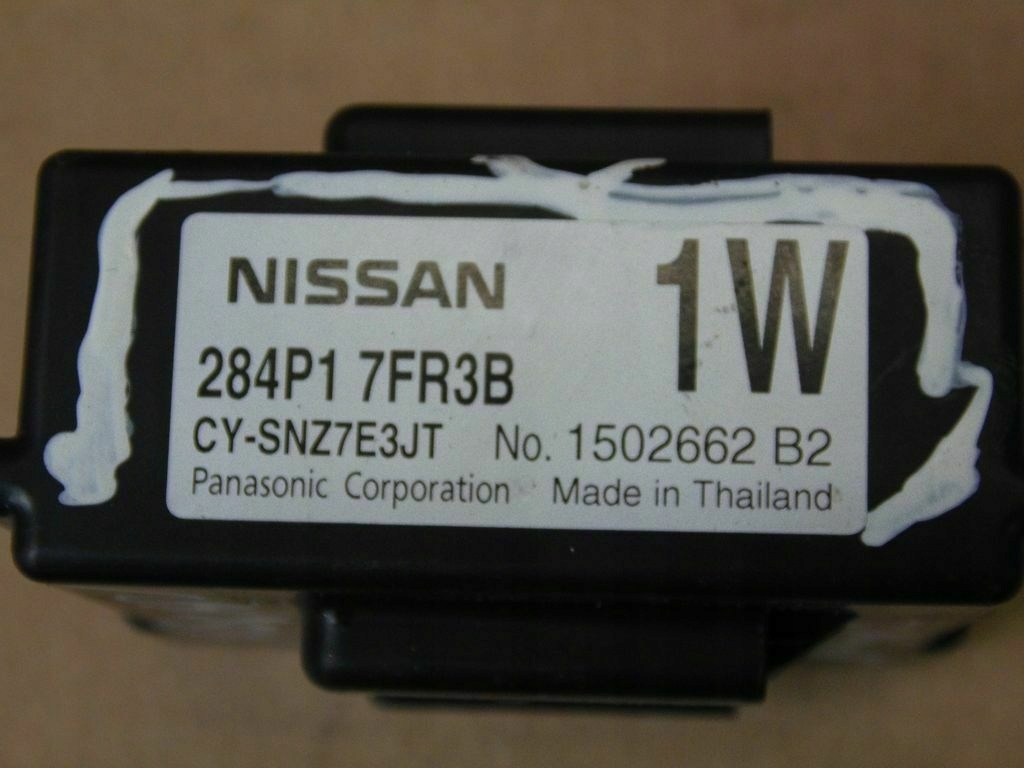 NISSAN 1W
284P1 7FR3B
CY-SNZ7E3JT No. 1502662 B2
Panasonic Corporation Made in Thailand